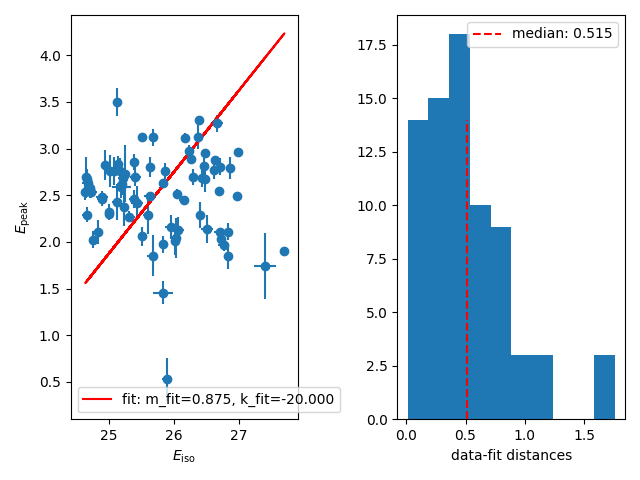 4.0
3.5
3.0
2.5
2.0
1.5
1.0
0.5
E_peak
fit: m_fit=0.875, k_fit=-20.000
25 26 27
E_iso
median: 0.515
17.5
15.0
12.5
10.0
7.5
5.0
2.5
0.0
0.0 0.5 1.0 1.5
data-fit distances